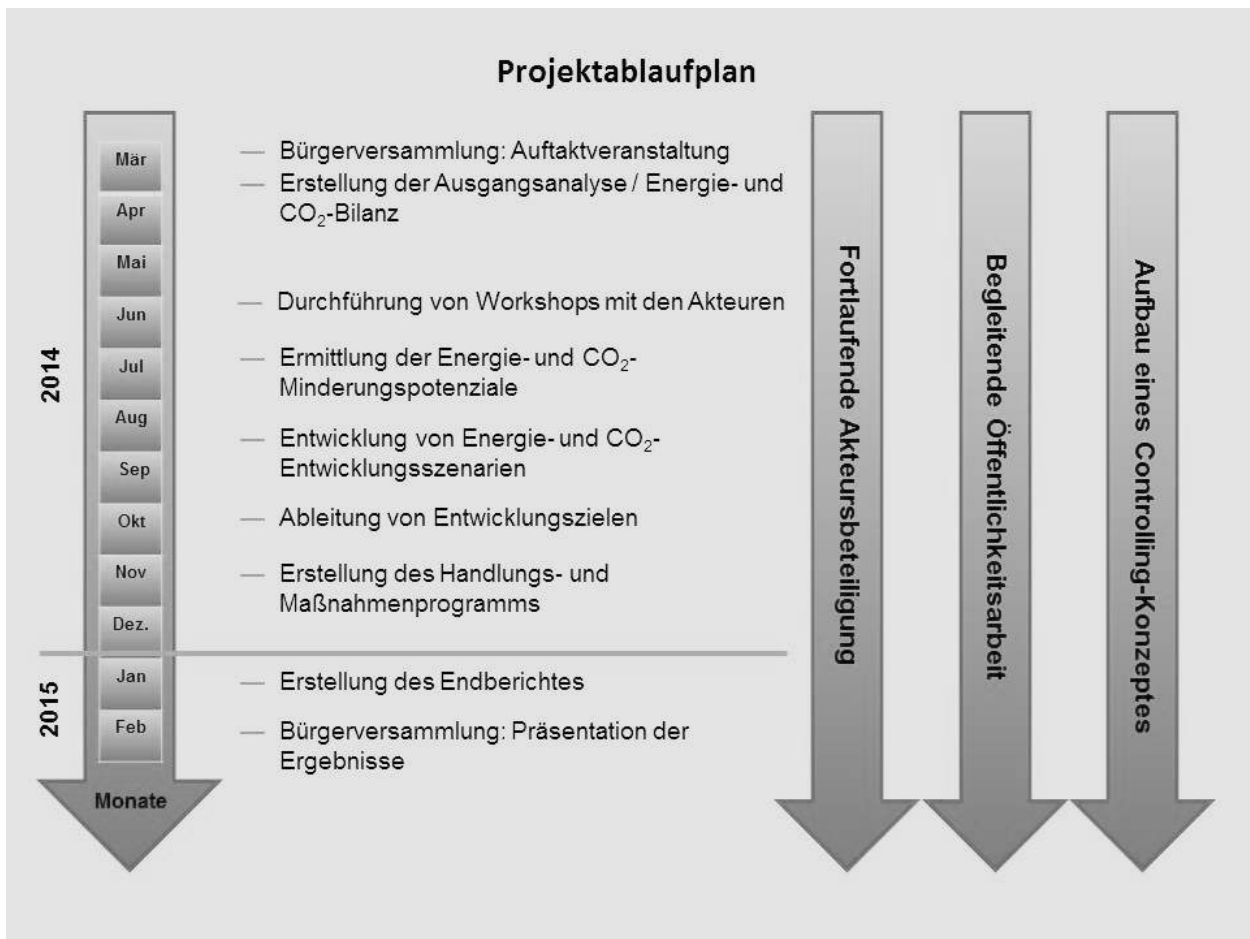 Projektablaufplan
2014
Mär
Apr
Mai
Jun
Jul
Aug
Sep
Okt
Nov
Dez.
2015
Jan
Feb
Monate
— Bürgerversammlung: Auftaktveranstaltung
— Erstellung der Ausgangsanalyse / Energie- und
CO₂-Bilanz
— Durchführung von Workshops mit den Akteuren
— Ermittlung der Energie- und CO₂-
Minderungspotenziale
— Entwicklung von Energie- und CO₂-
Entwicklungsszenarien
— Ableitung von Entwicklungszielen
— Erstellung des Handlungs- und
Maßnahmenprogramms
— Erstellung des Endberichtes
— Bürgerversammlung: Präsentation der
Ergebnisse
Fortlaufende Akteursbeteiligung
Begleitende Öffentlichkeitsarbeit
Aufbau eines Controlling-Konzeptes